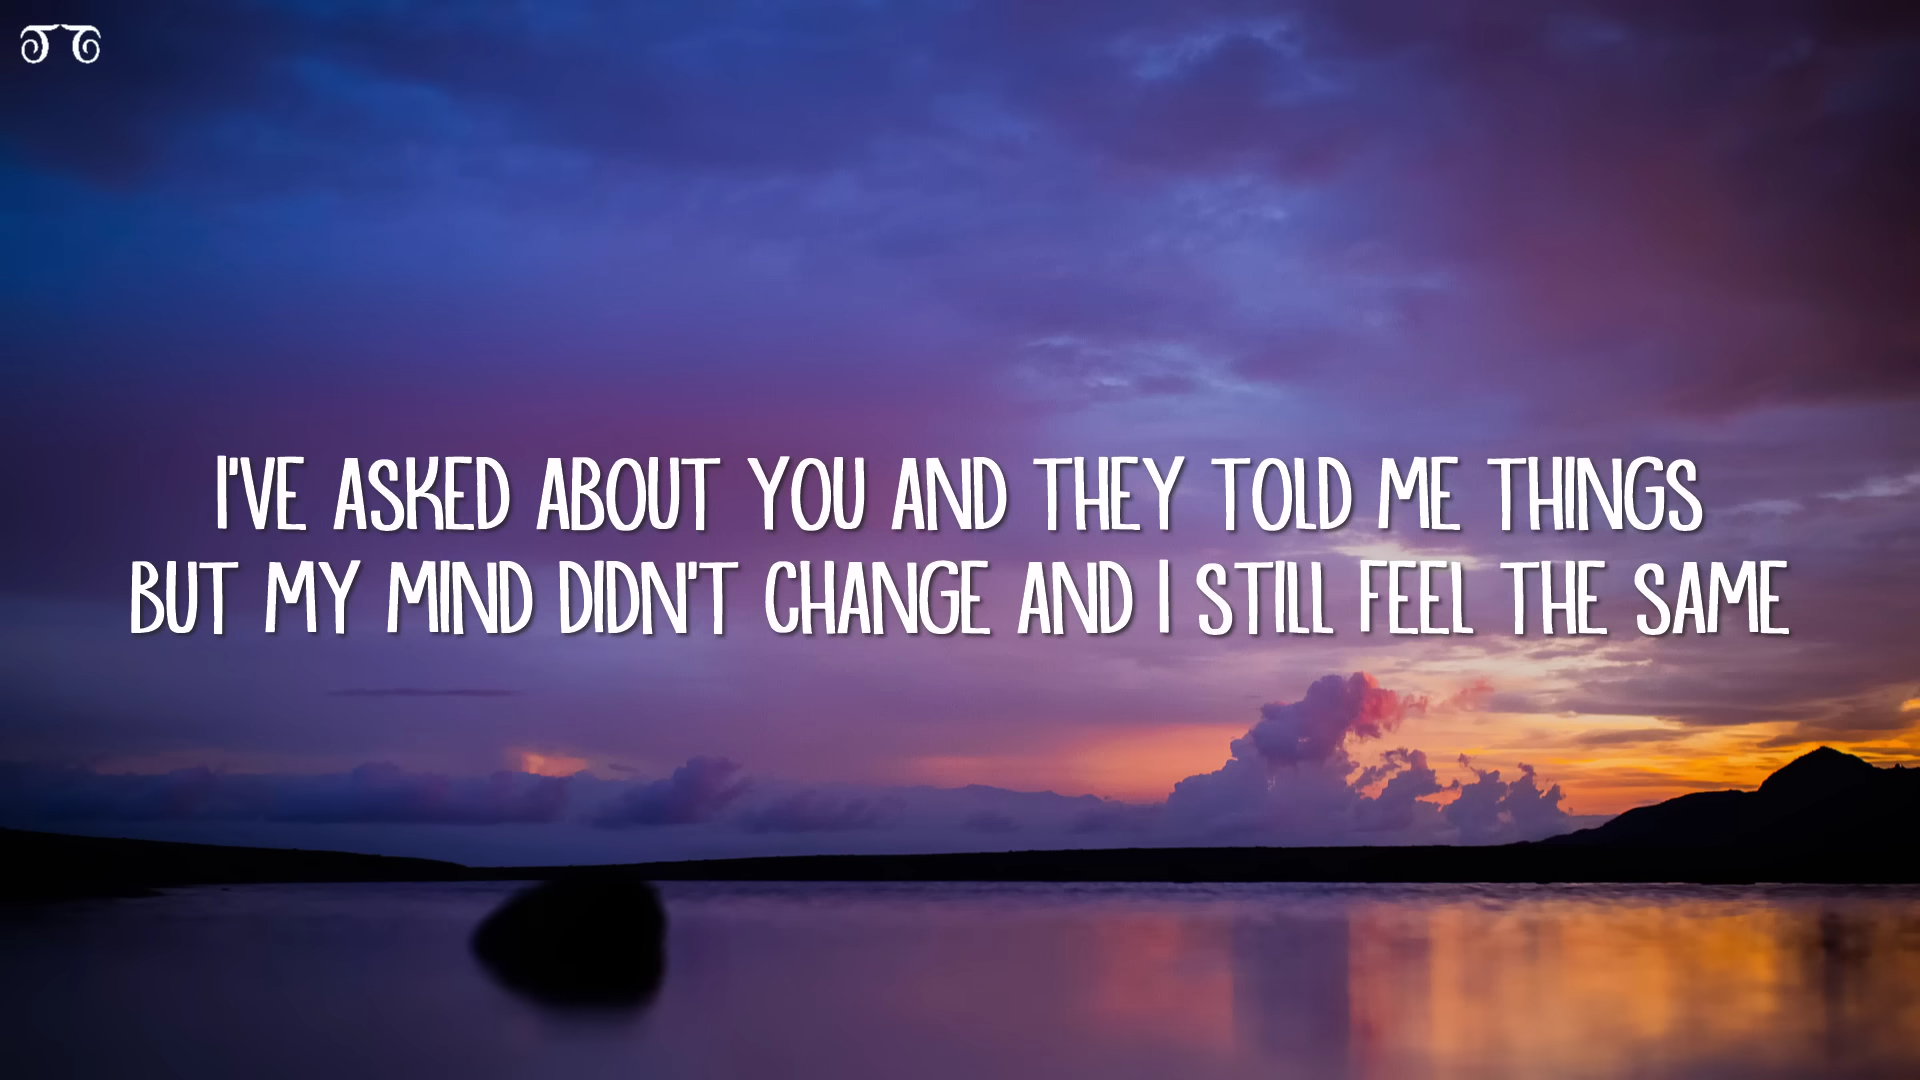 I'VE ASKED ABOUT YOU AND THEY TOLD ME THINGS
BUT MY MIND DIDN'T CHANGE AND I STILL FEEL THE SAME